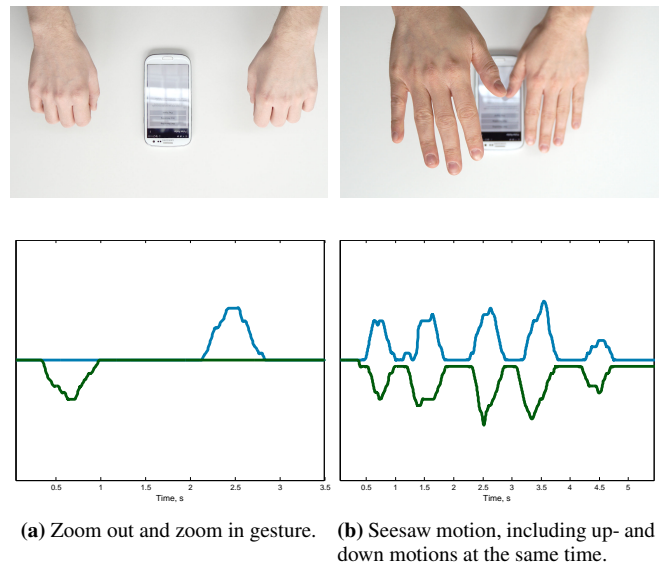 0.5 1 1.5 2 2.5 3 3.5
Time, s
0.5 1 1.5 2 2.5 3 3.5 4 4.5 5
Time, s
(a) Zoom out and zoom in gesture.
(b) Seesaw motion, including up- and
down motions at the same time.